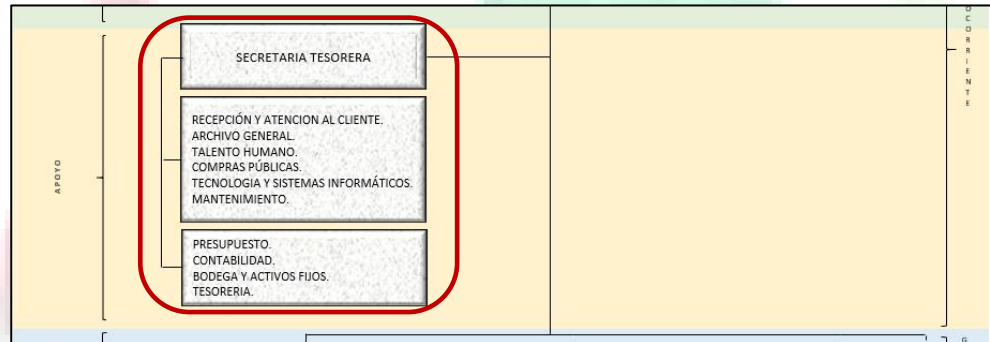 SECRETARIA TESORERA
RECEPCIÓN Y ATENCION AL CLIENTE.
ARCHIVO GENERAL.
TALENTO HUMANO.
COMPRAS PÚBLICAS.
TECNOLOGIA Y SISTEMAS INFORMÁTICOS.
MANTENIMIENTO.
PRESUPUESTO.
CONTABILIDAD.
BODEGA Y ACTIVOS FIJOS.
TESORERIA.
APOYO
OCORRIENTE
G